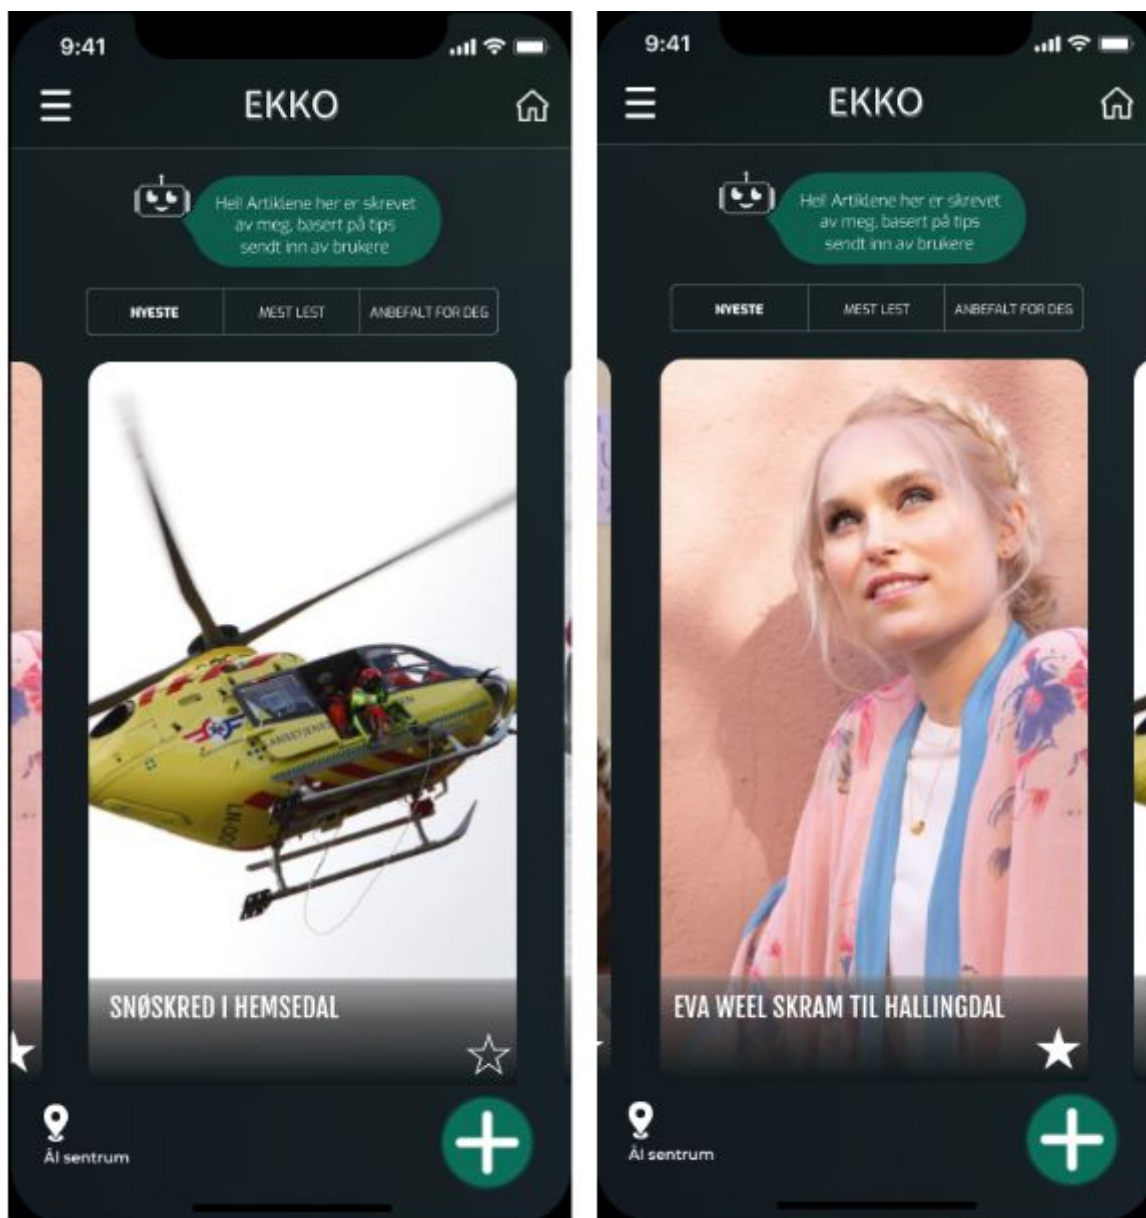 9:41
EKKO
Hei! Artiklene her er skrevet
av meg, basert på tips
sendt inn av brukere
NYESTE
MEST LEST
ANBEFALT FOR DEG
SNØSKRED I HEMSEDAL
Ål sentrum
9:41
EKKO
Hei! Artiklene her er skrevet
av meg, basert på tips
sendt inn av brukere
NYESTE
MEST LEST
ANBEFALT FOR DEG
EVA WEEL SKRAM TIL HALLINGDAL
Ål sentrum